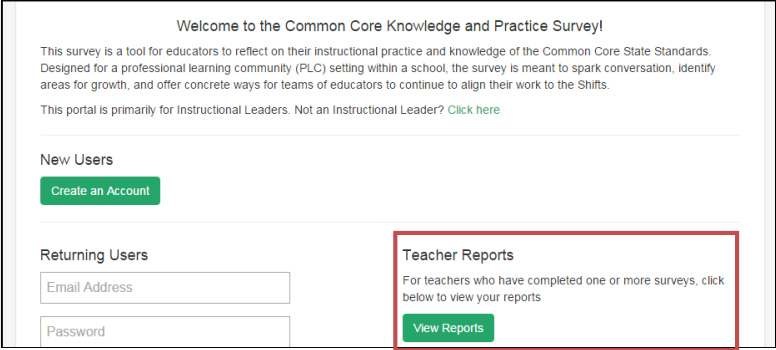 Welcome to the Common Core Knowledge and Practice Survey!
This survey is a tool for educators to reflect on their instructional practice and knowledge of the Common Core State Standards.
Designed for a professional learning community (PLC) setting within a school, the survey is meant to spark conversation, identify
areas for growth, and offer concrete ways for teams of educators to continue to align their work to the Shifts.
This portal is primarily for Instructional Leaders. Not an Instructional Leader? Click here
New Users
Create an Account
Returning Users
Email Address
Password
Teacher Reports
For teachers who have completed one or more surveys, click
below to view your reports
View Reports